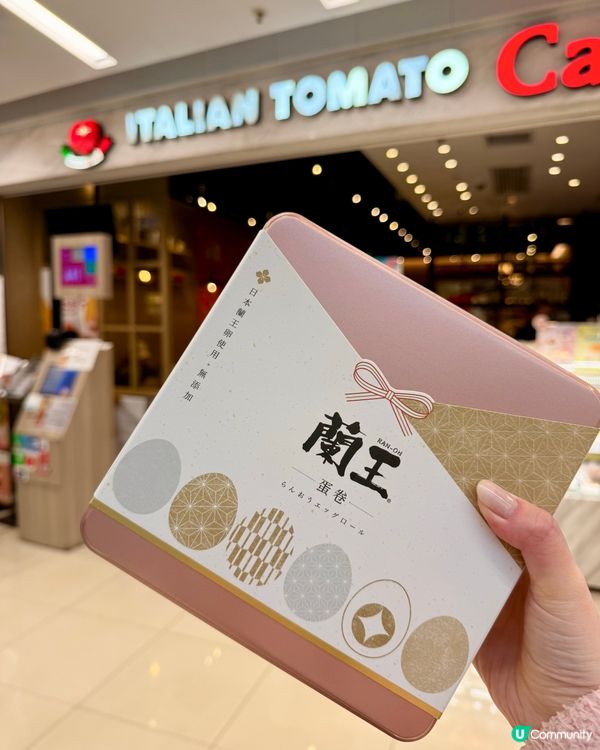 ITALIAN TOMATO Ca
日本蘭王卵使用・無添加
RAN-OH
蘭王®
蛋卷
らんおうエッグロール
U Community